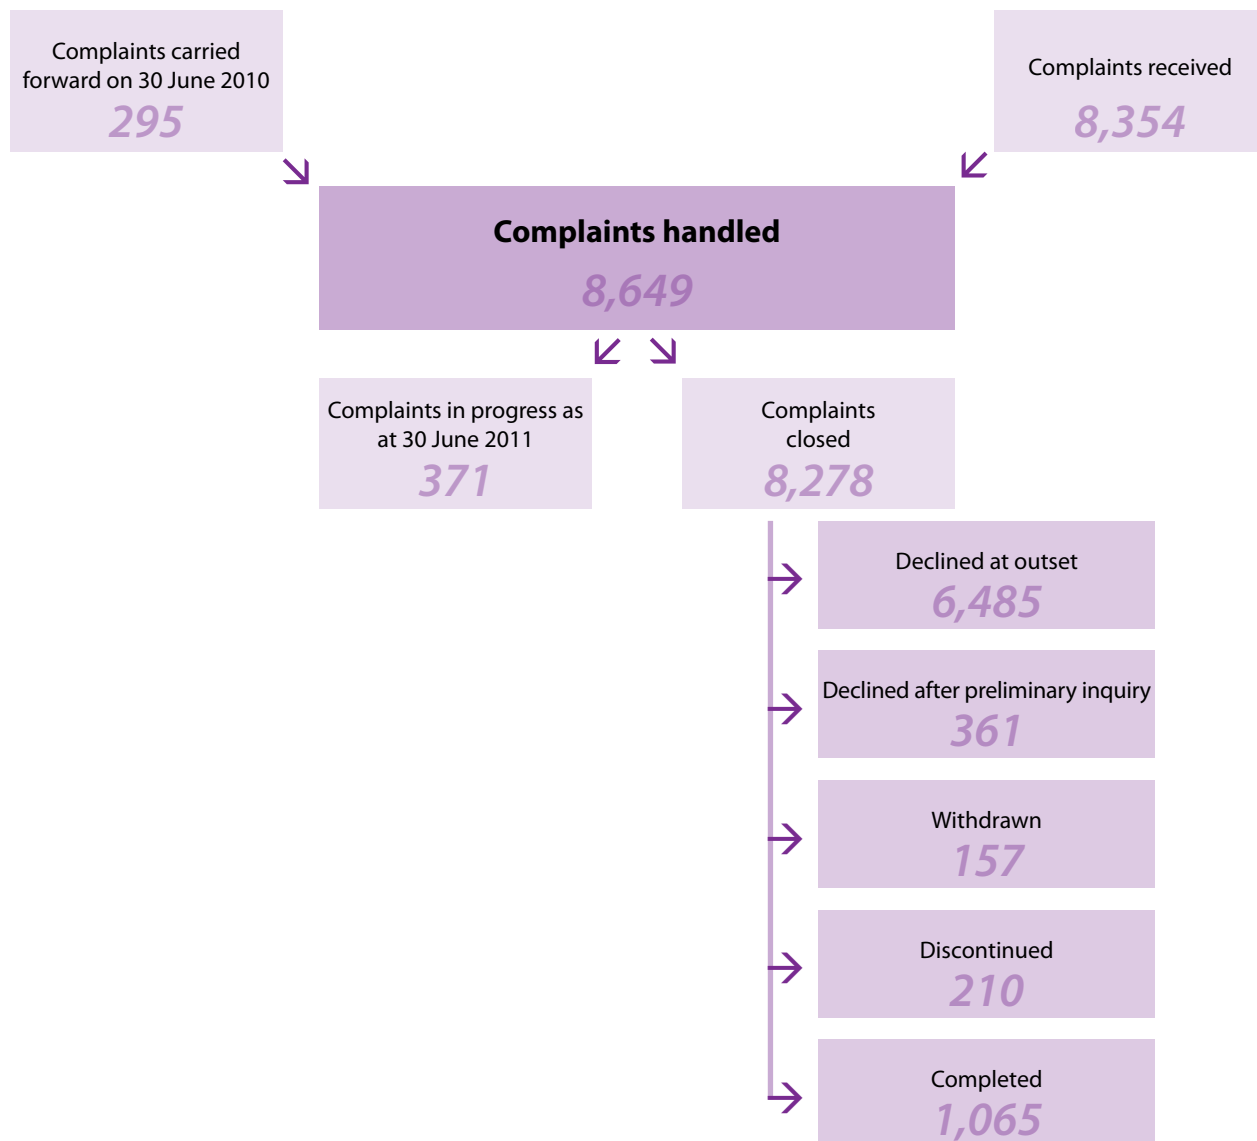 Complaints carried
forward on 30 June 2010
295
Complaints received
8,354
Complaints handled
8,649
Complaints in progress as
at 30 June 2011
371
Complaints
closed
8,278
Declined at outset
6,485
Declined after preliminary inquiry
361
Withdrawn
157
Discontinued
210
Completed
1,065